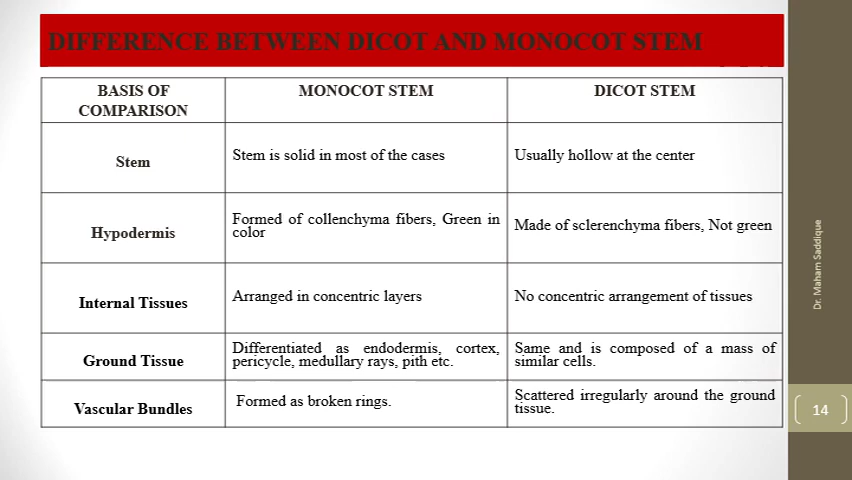 DIFFERENCE BETWEEN DICOT AND MONOCOT STEM
BASIS OF
COMPARISON
MONOCOT STEM
DICOT STEM
Stem
Stem is solid in most of the cases
Usually hollow at the center
Hypodermis
Formed of collenchyma fibers, Green in
color
Made of sclerenchyma fibers, Not green
Internal Tissues
Arranged in concentric layers
No concentric arrangement of tissues
Ground Tissue
Differentiated as endodermis, cortex,
pericycle, medullary rays, pith etc.
Same and is composed of a mass of
similar cells.
Vascular Bundles
Formed as broken rings.
Scattered irregularly around the ground
tissue.
Dr. Maham Saddique
14